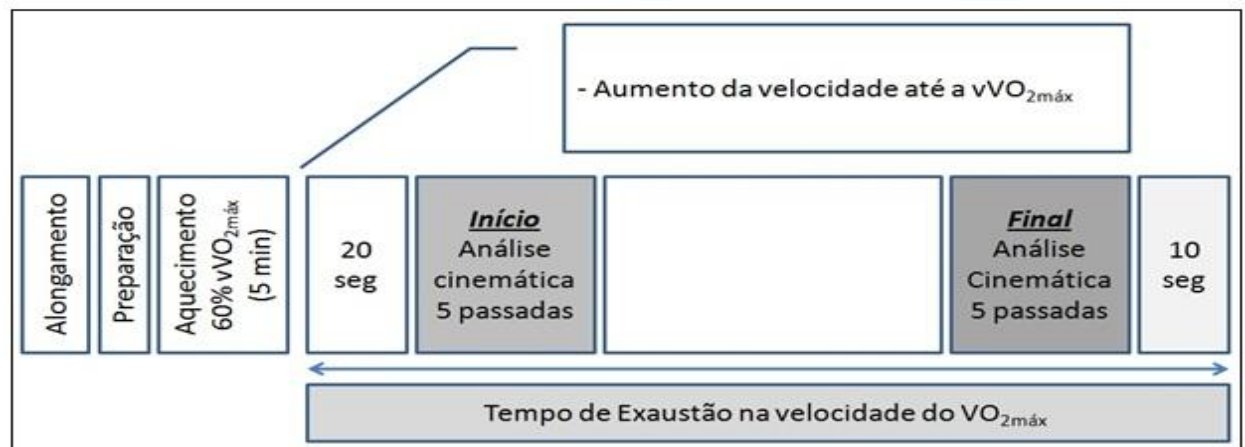 - Aumento da velocidade até a vVO₂máx
Alongamento
Preparação
Aquecimento
60% vVO₂máx
(5 min)
20
seg
Início
Análise
cinemática
5 passadas
Final
Análise
Cinemática
5 passadas
10
seg
Tempo de Exaustão na velocidade do VO₂máx